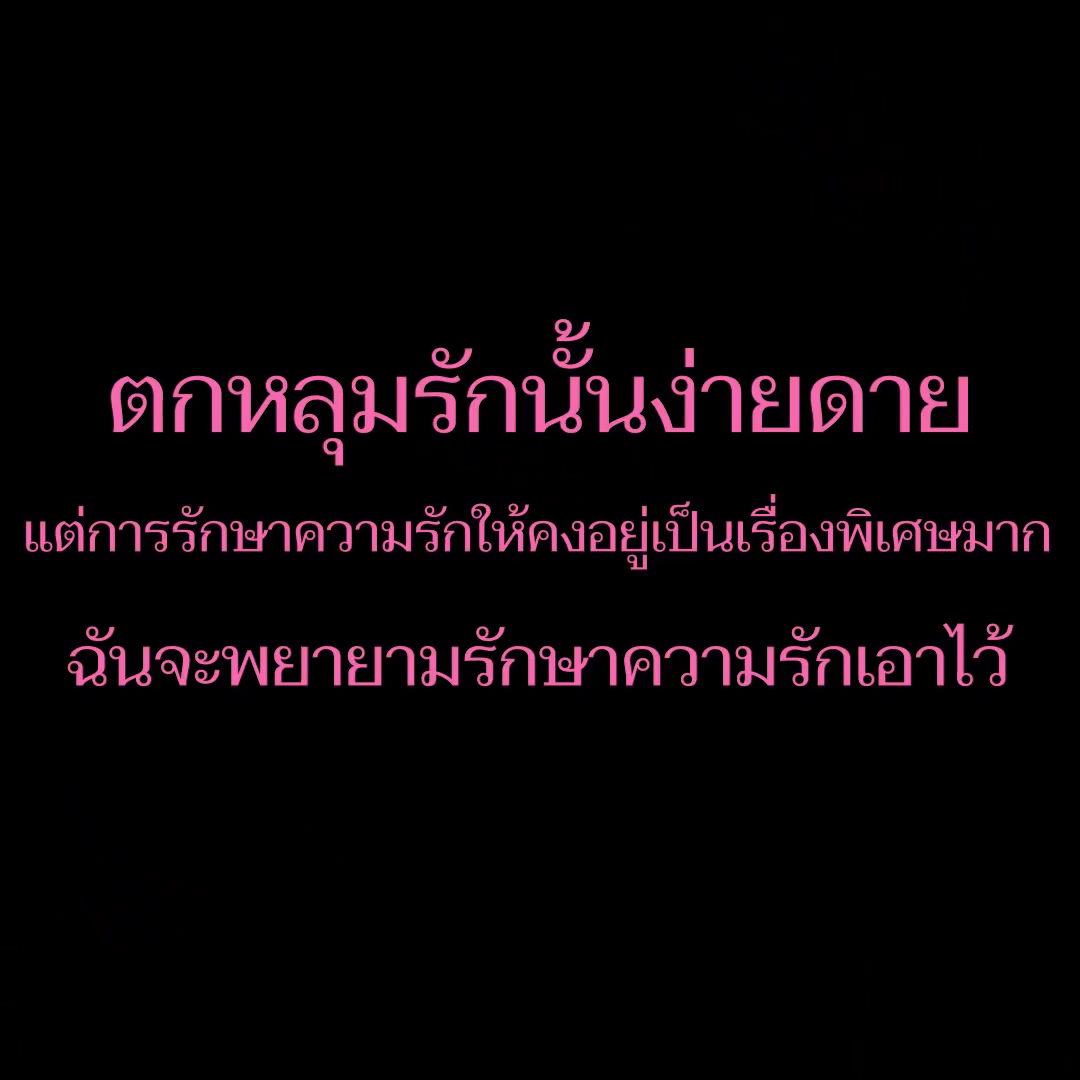 ตกหลุมรักนั้นง่ายดาย
แต่การรักษาความรักให้คงอยู่เป็นเรื่องพิเศษมาก
ฉันจะพยายามรักษาความรักเอาไว้